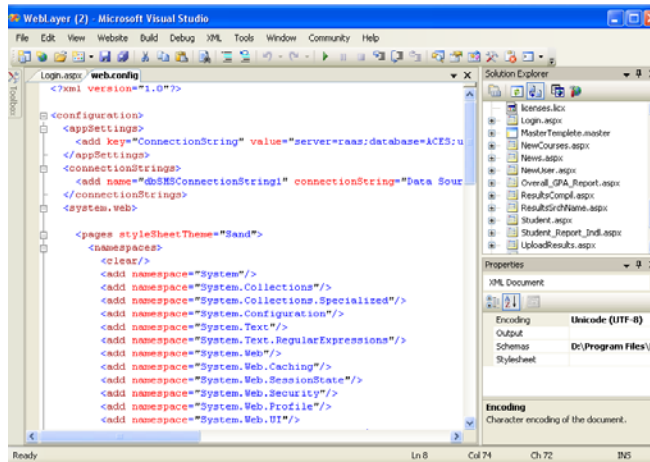 WebLayer (2) - Microsoft Visual Studio
File Edit View Website Build Debug XML Tools Window Community Help
Toolbox
Login.aspx web.config
<?xml version="1.0"?>
<configuration>
<appSettings>
<add key="ConnectionString" value="server=raas;database=ACES;u
</appSettings>
<connectionStrings>
<add name="dbSMSConnectionString1" connectionString="Data Sour
</connectionStrings>
<system.web>
<pages styleSheetTheme="Sand">
<namespaces>
<clear/>
<add namespace="System"/>
<add namespace="System.Collections"/>
<add namespace="System.Collections.Specialized"/>
<add namespace="System.Configuration"/>
<add namespace="System.Text"/>
<add namespace="System.Text.RegularExpressions"/>
<add namespace="System.Web"/>
<add namespace="System.Web.Caching"/>
<add namespace="System.Web.SessionState"/>
<add namespace="System.Web.Security"/>
<add namespace="System.Web.Profile"/>
<add namespace="System.Web.UI"/>
Solution Explorer
licenses.licx
Login.aspx
MasterTemplete.master
NewCourses.aspx
News.aspx
NewUser.aspx
Overall_GPA_Report.aspx
ResultsCompil.aspx
ResultsSrchName.aspx
Student.aspx
Student_Report_Indl.aspx
UploadResults.aspx
Properties
XML Document
Encoding Unicode (UTF-8)
Output
Schemas D:\Program Files\
Stylesheet
Encoding
Character encoding of the document.
Ready Ln 8 Col 74 Ch 72 INS